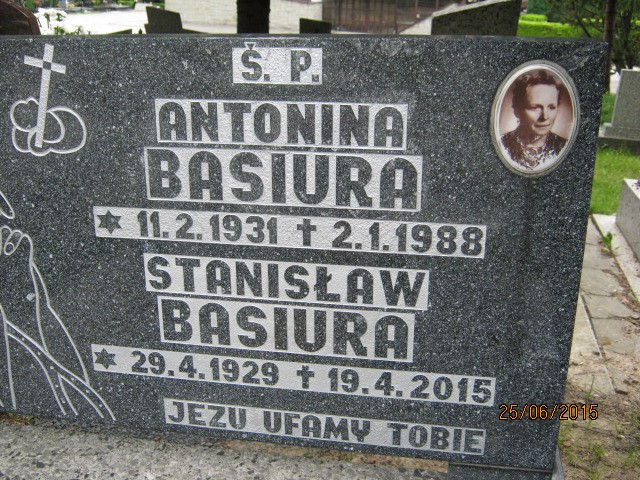 Ś. P.
ANTONINA
BASIURA
✶ 11. 2. 1931 † 2. 1. 1988
STANISŁAW
BASIURA
✶ 29. 4. 1929 † 19. 4. 2015
JEZU UFAMY TOBIE
25/06/2015